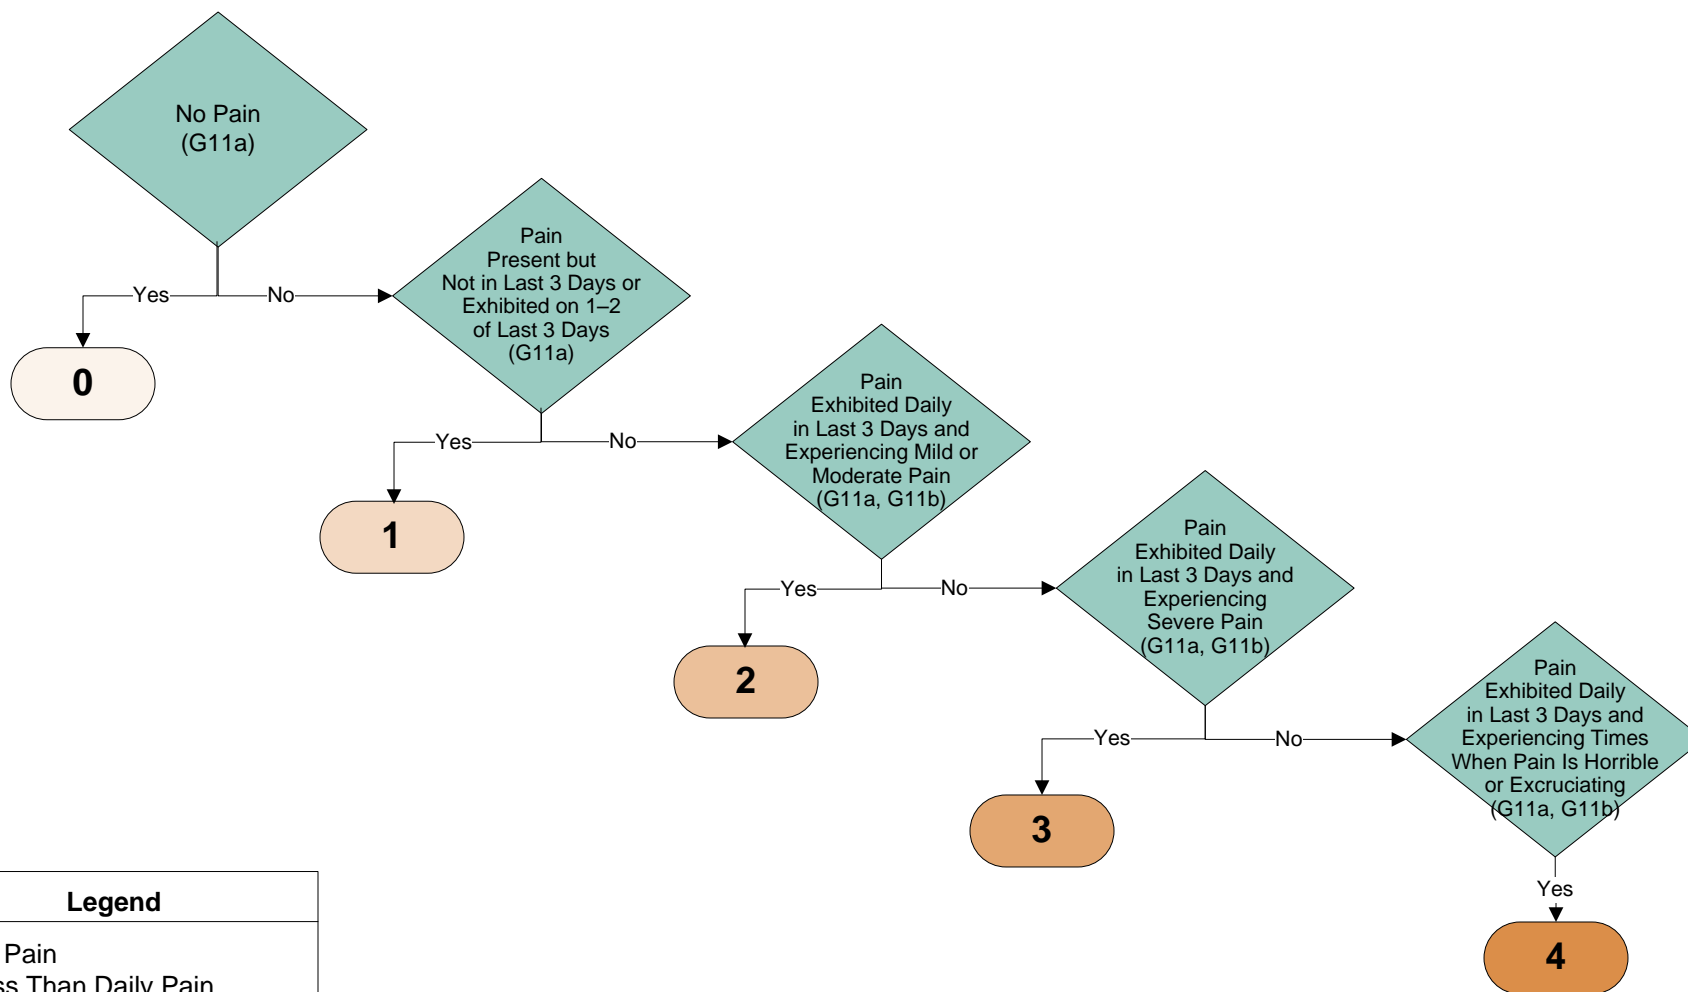 No Pain
(G11a)
Yes
No
0
Pain
Present but
Not in Last 3 Days or
Exhibited on 1–2
of Last 3 Days
(G11a)
Yes
No
1
Pain
Exhibited Daily
in Last 3 Days and
Experiencing Mild or
Moderate Pain
(G11a, G11b)
Yes
No
2
Pain
Exhibited Daily
in Last 3 Days and
Experiencing
Severe Pain
(G11a, G11b)
Yes
No
3
Pain
Exhibited Daily
in Last 3 Days and
Experiencing Times
When Pain Is Horrible
or Excruciating
(G11a, G11b)
Yes
4
Legend
Pain
Than Daily Pain